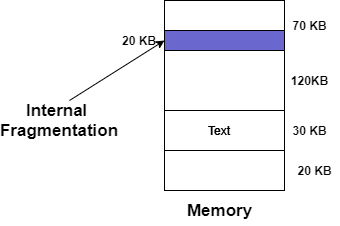 70 KB
20 KB
120KB
Internal
Fragmentation
Text
30 KB
20 KB
Memory